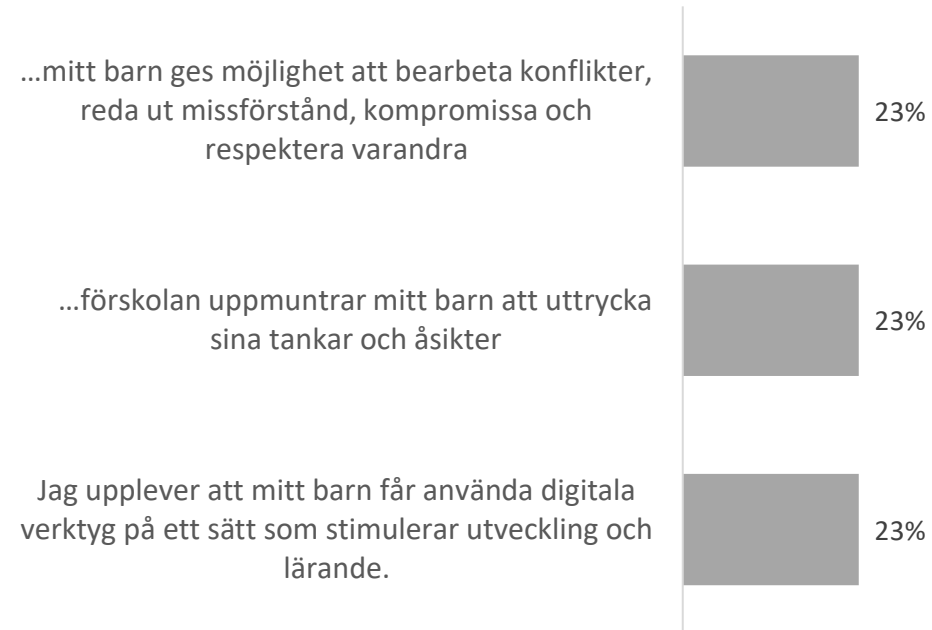 ...mitt barn ges möjlighet att bearbeta konflikter,
reda ut missförstånd, kompromissa och
respektera varandra
23%
...förskolan uppmuntrar mitt barn att uttrycka
sina tankar och åsikter
23%
Jag upplever att mitt barn får använda digitala
verktyg på ett sätt som stimulerar utveckling och
lärande.
23%